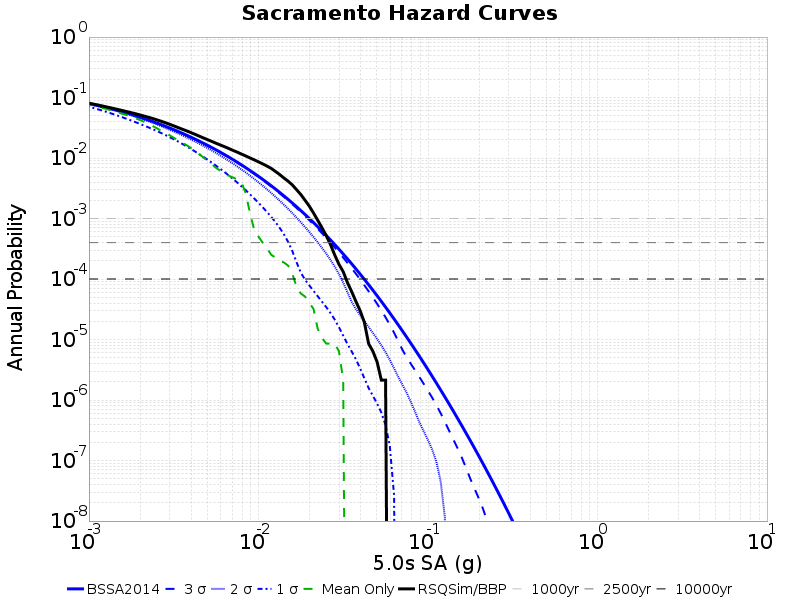 Sacramento Hazard Curves
10^0
10^-1
10^-2
10^-3
10^-4
10^-5
10^-6
10^-7
10^-8
Annual Probability
10^-3 10^-2 10^-1 10^0 10^1
5.0s SA (g)
BSSA2014 3 σ 2 σ 1 σ Mean Only RSQSim/BBP 1000yr 2500yr 10000yr